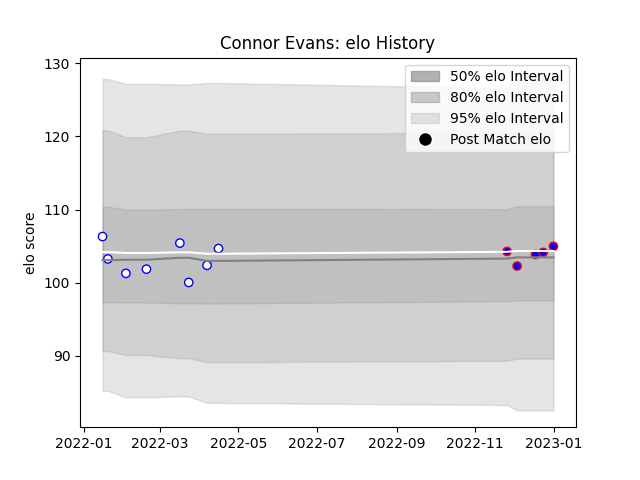 Connor Evans: elo History
50% elo Interval
80% elo Interval
95% elo Interval
Post Match elo
elo score
130
120
110
100
90
2022-01
2022-03
2022-05
2022-07
2022-09
2022-11
2023-01